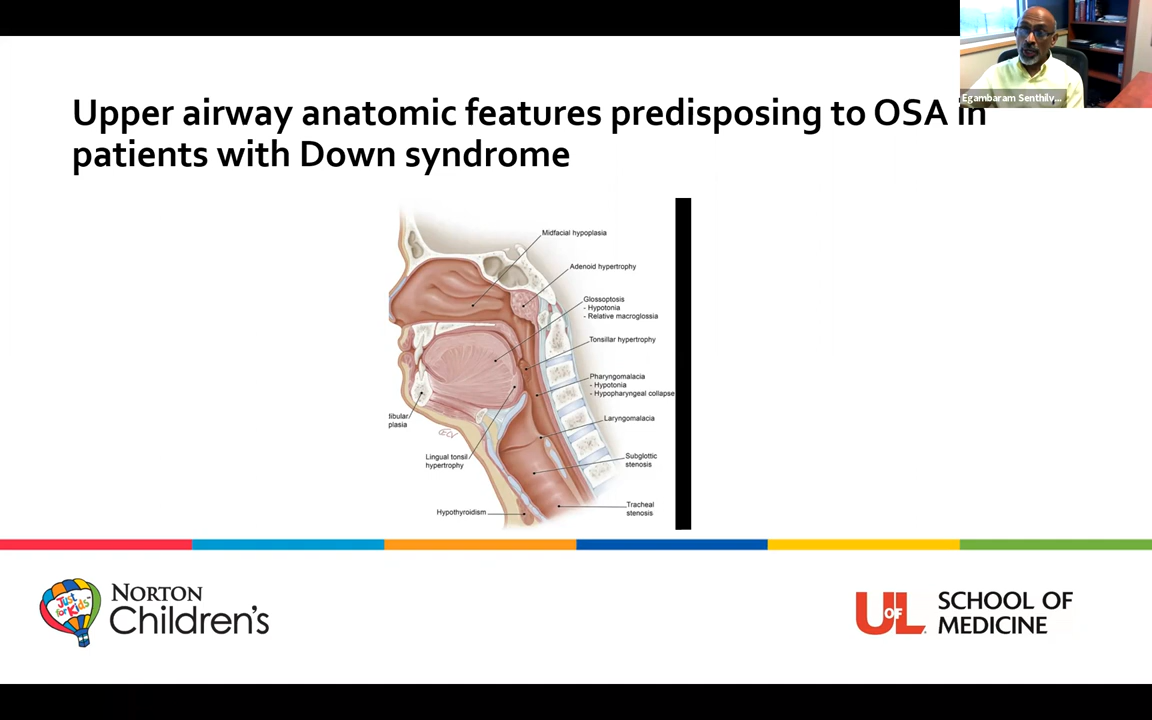 Egambaram Senthilv...
Upper airway anatomic features predisposing to OSA in
patients with Down syndrome
Midfacial hypoplasia
Adenoid hypertrophy
Glossoptosis
- Hypotonia
- Relative macroglossia
Tonsillar hypertrophy
Pharyngomalacia
- Hypotonia
- Hypopharyngeal collapse
Laryngomalacia
tibular
plasia
Lingual tonsil
hypertrophy
Subglottic
stenosis
Hypothyroidism
Tracheal
stenosis
Just
for Kids
NORTON
Children's
UOFL
SCHOOL OF
MEDICINE